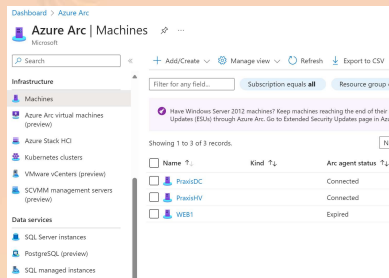 Dashboard > Azure Arc
Azure Arc | Machines
Microsoft
Search
+ Add/Create Manage view Refresh Export to CSV
Filter for any field... Subscription equals all Resource group
Infrastructure
Machines
Azure Arc virtual machines (preview)
Azure Stack HCI
Kubernetes clusters
VMware vCenters (preview)
SCVMM management servers (preview)
Data services
SQL Server instances
PostgreSQL (preview)
SQL managed instances
Have Windows Server 2012 machines? Keep machines reaching the end of their
Updates (ESUs) through Azure Arc. Go to Extended Security Updates page in Az
Showing 1 to 3 of 3 records.
Name ↑↓ Kind ↑↓ Arc agent status ↑↓
PraxisDC Connected
PraxisHV Connected
WEB1 Expired